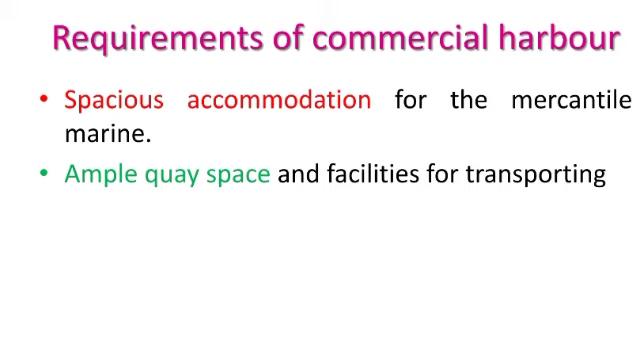 Requirements of commercial harbour
• Spacious accommodation for the mercantile
marine.
• Ample quay space and facilities for transporting